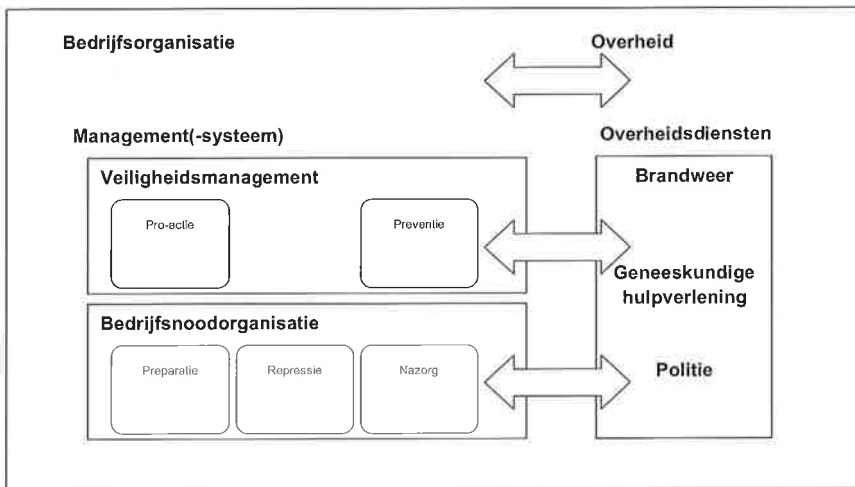 Bedrijfsorganisatie
Overheid
Management(-systeem)
Overheidsdiensten
Veiligheidsmanagement
Brandweer
Pro-actie
Preventie
Geneeskundige
hulpverlening
Bedrijfsnoodorganisatie
Preparatie
Repressie
Nazorg
Politie